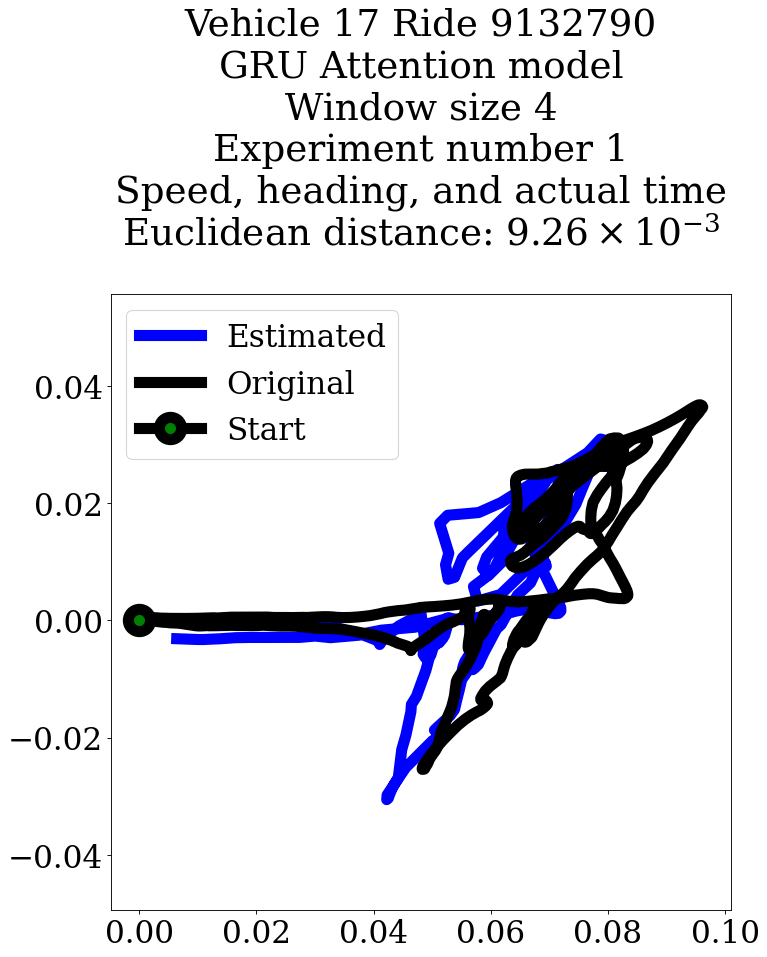 Vehicle 17 Ride 9132790
GRU Attention model
Window size 4
Experiment number 1
Speed, heading, and actual time
Euclidean distance: 9.26 × 10⁻³
Estimated
Original
Start
0.04
0.02
0.00
−0.02
−0.04
0.00 0.02 0.04 0.06 0.08 0.10